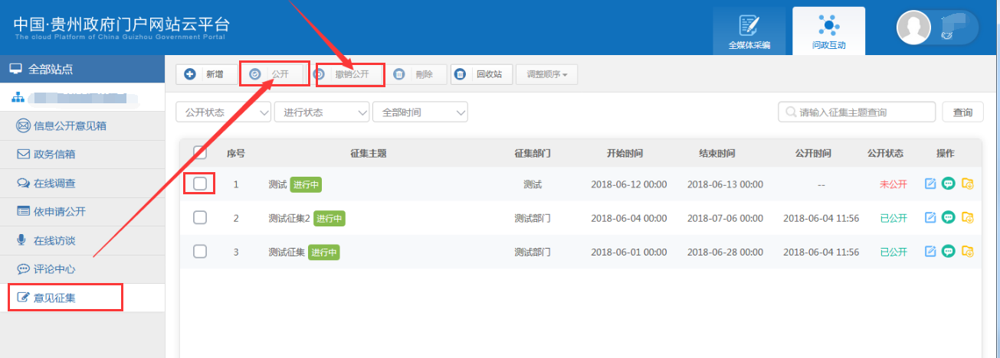 中国·贵州政府门户网站云平台
The cloud Platform of China Guizhou Government Portal
全媒体采编
问政互动
全部站点
信息公开意见箱
政务信箱
在线调查
依申请公开
在线访谈
评论中心
意见征集
新增 公开 撤销公开 刪除 回收站 调整顺序
公开状态 进行状态 全部时间 请输入征集主题查询 查询
序号 征集主题 征集部门 开始时间 结束时间 公开时间 公开状态 操作
1 测试 进行中 测试 2018-06-12 00:00 2018-06-13 00:00 -- 未公开
2 测试征集2 进行中 测试部门 2018-06-04 00:00 2018-07-06 00:00 2018-06-04 11:56 已公开
3 测试征集 进行中 测试部门 2018-06-01 00:00 2018-06-28 00:00 2018-06-04 11:56 已公开